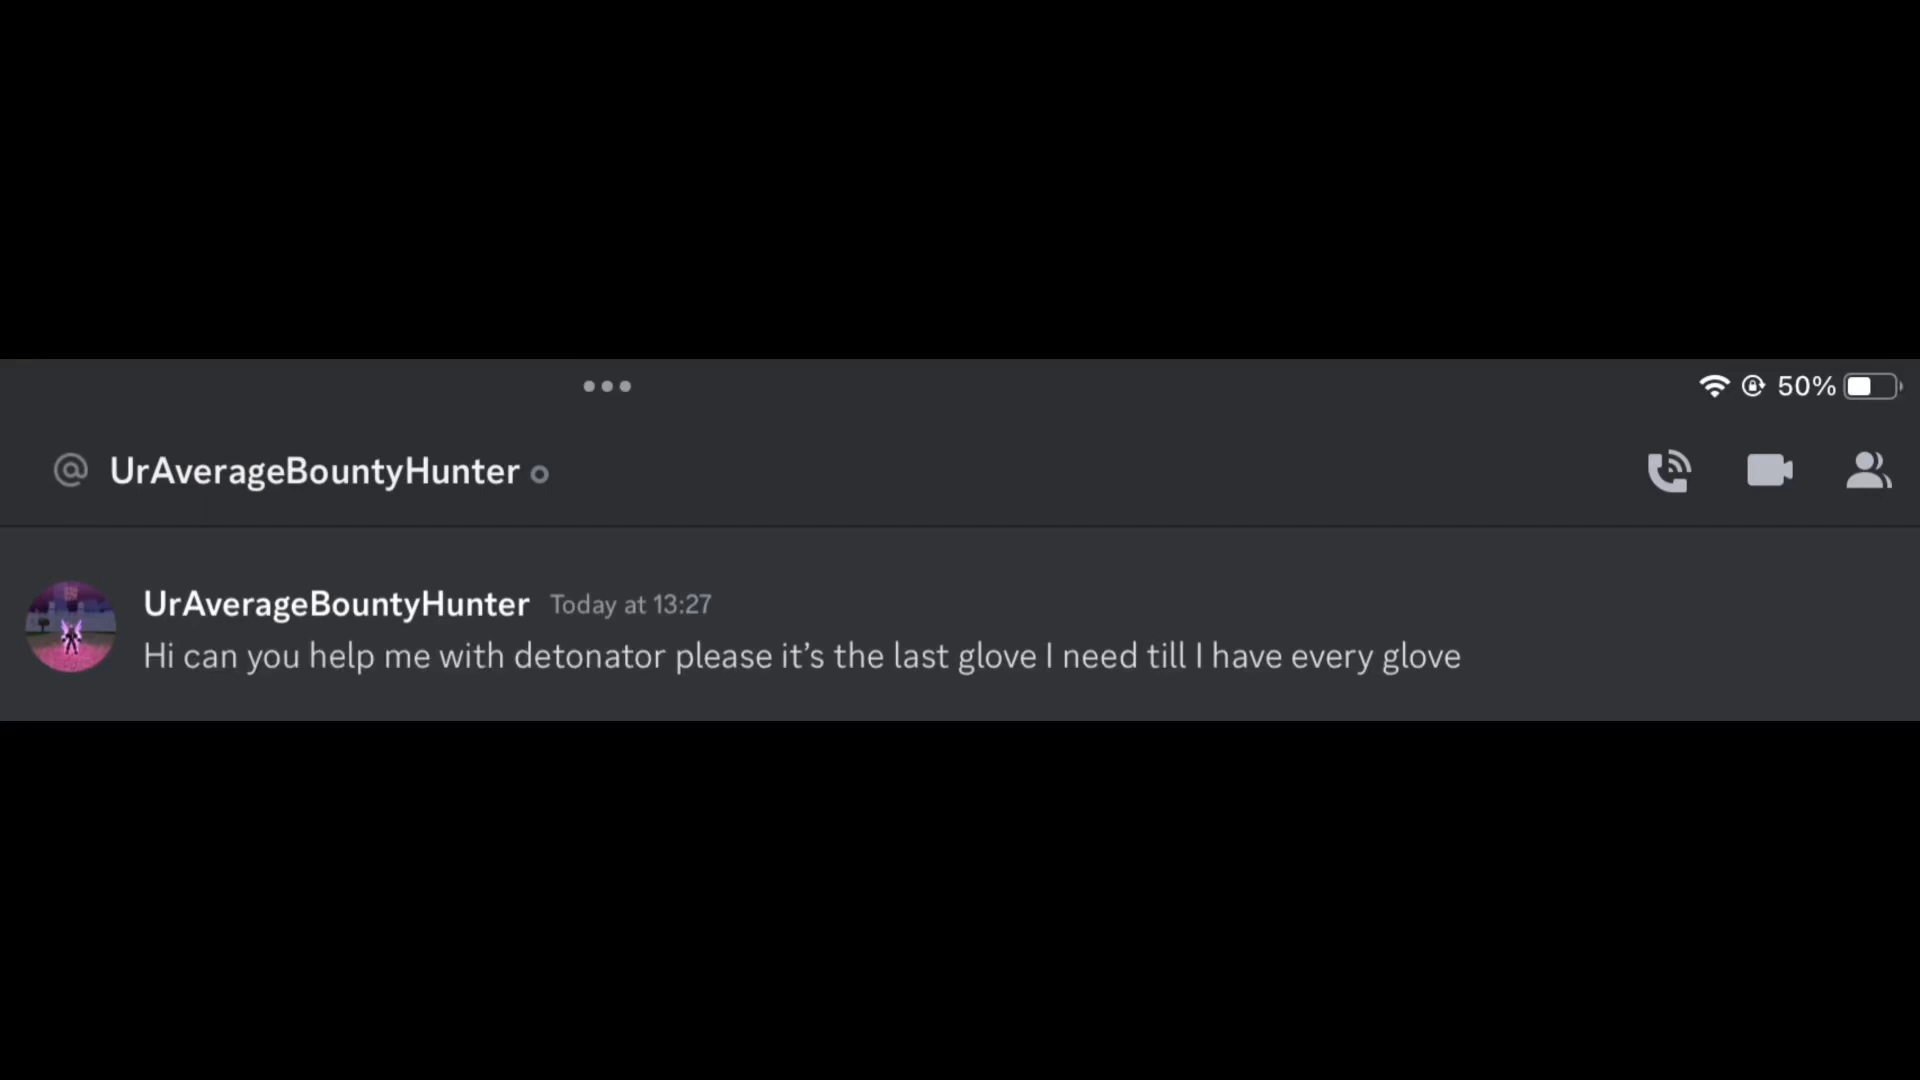 50%
@ UrAverageBountyHunter
UrAverageBountyHunter Today at 13:27
Hi can you help me with detonator please it’s the last glove I need till I have every glove